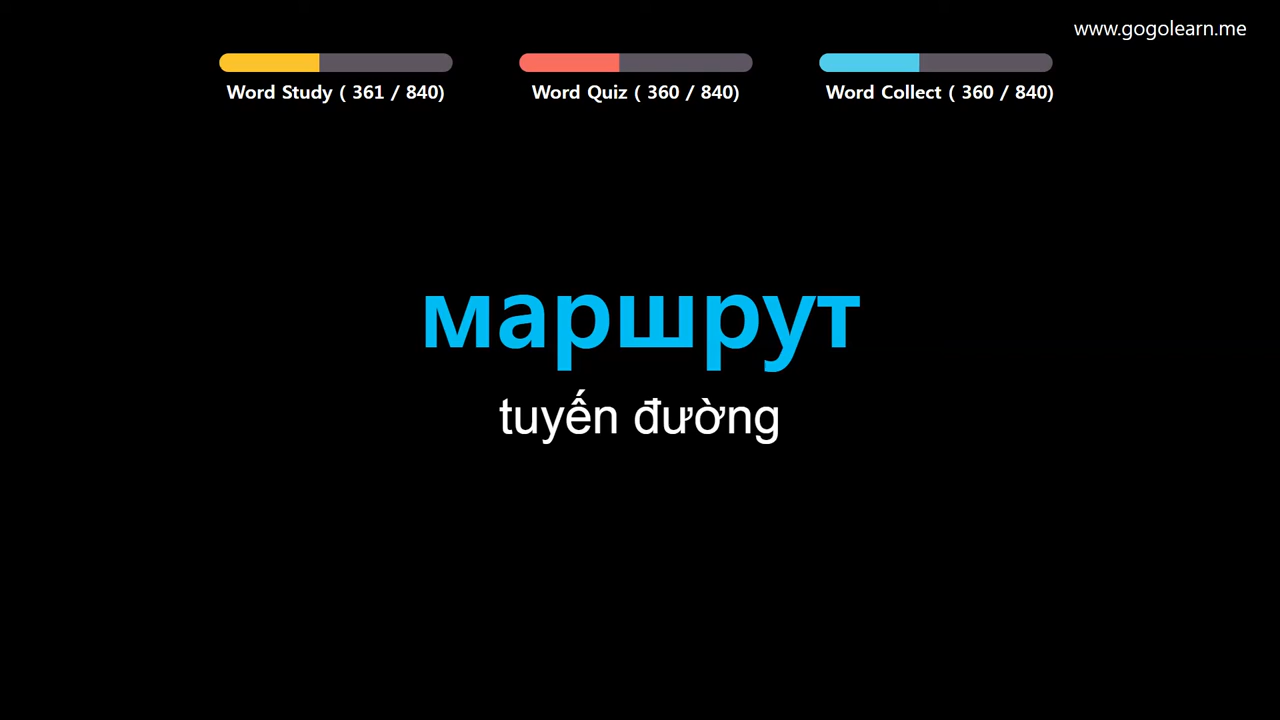 www.gogolearn.me
Word Study ( 361 / 840)
Word Quiz ( 360 / 840)
Word Collect ( 360 / 840)
маршрут
tuyến đường